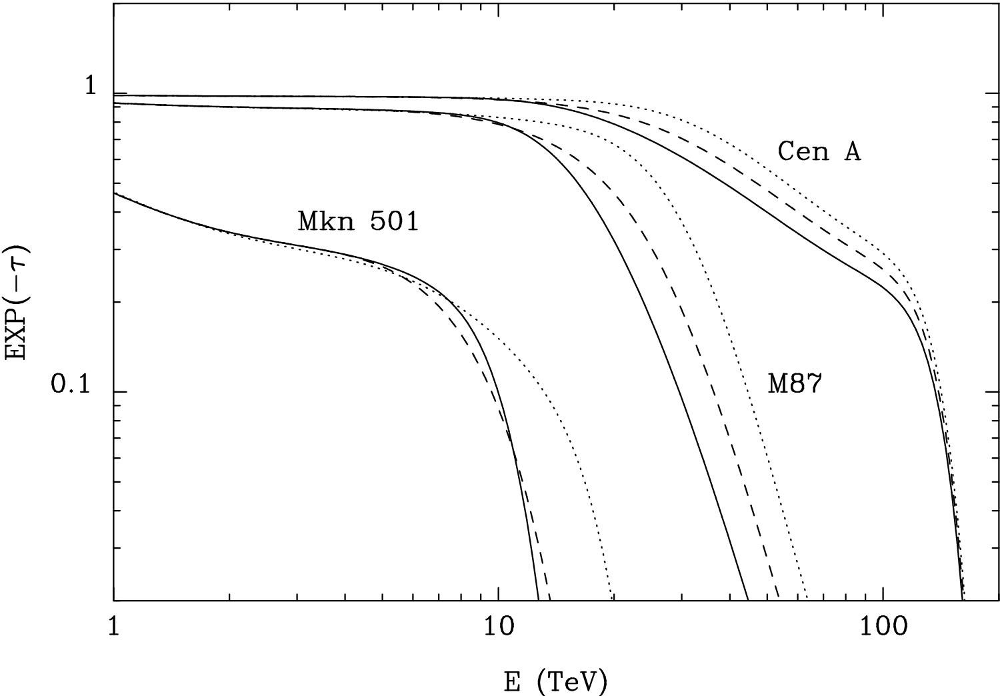 1
Cen A
Mkn 501
EXP(−τ)
M87
0.1
1 10 100
E (TeV)